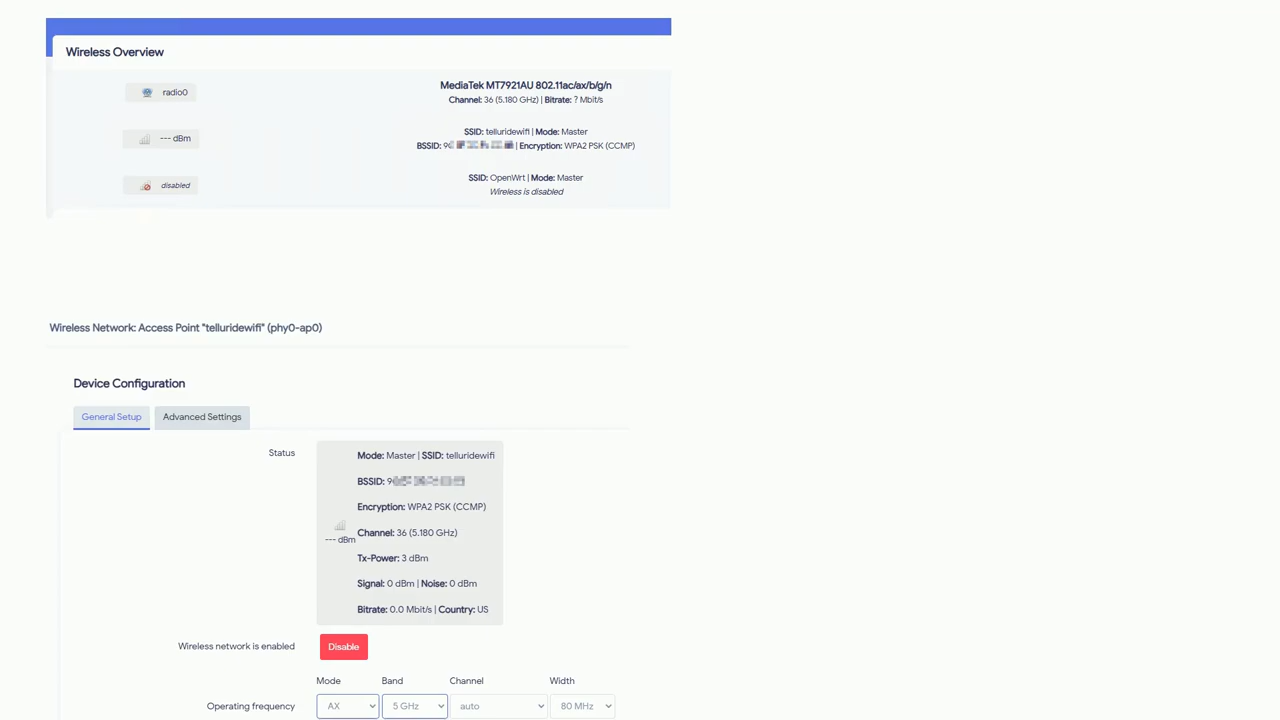 Wireless Overview
radio0
MediaTek MT7921AU 802.11ac/ax/b/g/n
Channel: 36 (5.180 GHz) | Bitrate: ? Mbit/s
--- dBm
SSID: telluridewifi | Mode: Master
BSSID: 9 | Encryption: WPA2 PSK (CCMP)
disabled
SSID: OpenWrt | Mode: Master
Wireless is disabled
Wireless Network: Access Point "telluridewifi" (phy0-ap0)
Device Configuration
General Setup Advanced Settings
Status
Mode: Master | SSID: telluridewifi
BSSID: 9
Encryption: WPA2 PSK (CCMP)
Channel: 36 (5.180 GHz)
--- dBm
Tx-Power: 3 dBm
Signal: 0 dBm | Noise: 0 dBm
Bitrate: 0.0 Mbit/s | Country: US
Wireless network is enabled Disable
Mode Band Channel Width
Operating frequency AX 5 GHz auto 80 MHz